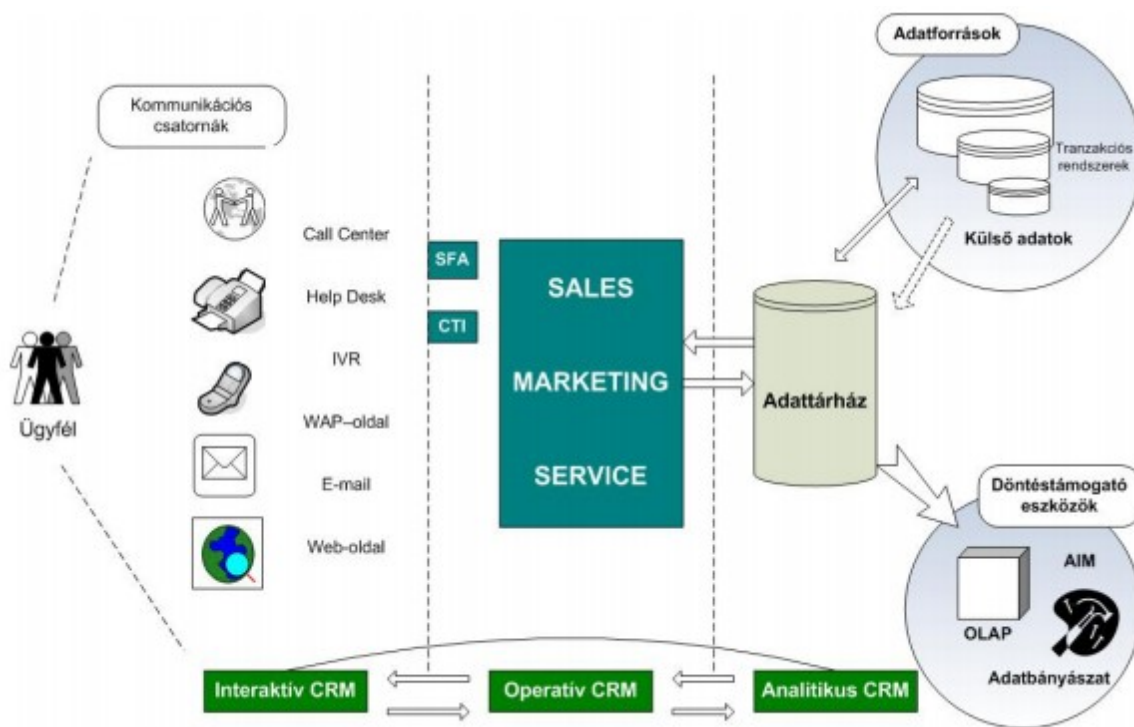 Kommunikációs
csatornák
Call Center
Help Desk
IVR
WAP–oldal
E-mail
Web-oldal
Ügyfél
SFA
CTI
SALES
MARKETING
SERVICE
Adattárház
Adatforrások
Tranzakciós
rendszerek
Külső adatok
Döntéstámogató
eszközök
AIM
OLAP
Adatbányászat
Interaktív CRM
Operatív CRM
Analitikus CRM